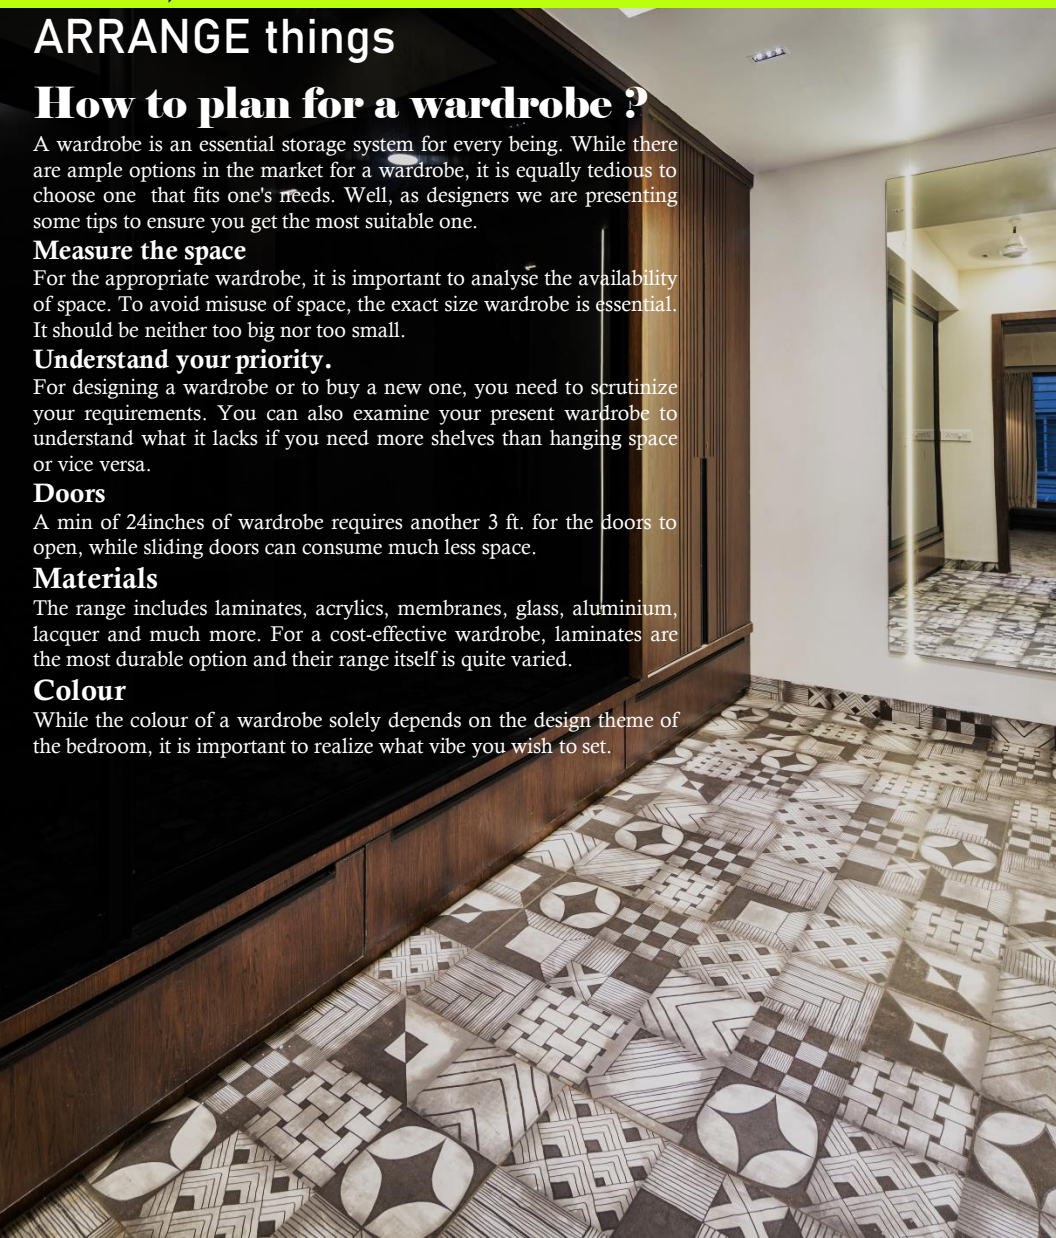 ARRANGE things
How to plan for a wardrobe ?
A wardrobe is an essential storage system for every being. While there
are ample options in the market for a wardrobe, it is equally tedious to
choose one that fits one's needs. Well, as designers we are presenting
some tips to ensure you get the most suitable one.
Measure the space
For the appropriate wardrobe, it is important to analyse the availability
of space. To avoid misuse of space, the exact size wardrobe is essential.
It should be neither too big nor too small.
Understand your priority.
For designing a wardrobe or to buy a new one, you need to scrutinize
your requirements. You can also examine your present wardrobe to
understand what it lacks if you need more shelves than hanging space
or vice versa.
Doors
A min of 24inches of wardrobe requires another 3 ft. for the doors to
open, while sliding doors can consume much less space.
Materials
The range includes laminates, acrylics, membranes, glass, aluminium,
lacquer and much more. For a cost-effective wardrobe, laminates are
the most durable option and their range itself is quite varied.
Colour
While the colour of a wardrobe solely depends on the design theme of
the bedroom, it is important to realize what vibe you wish to set.